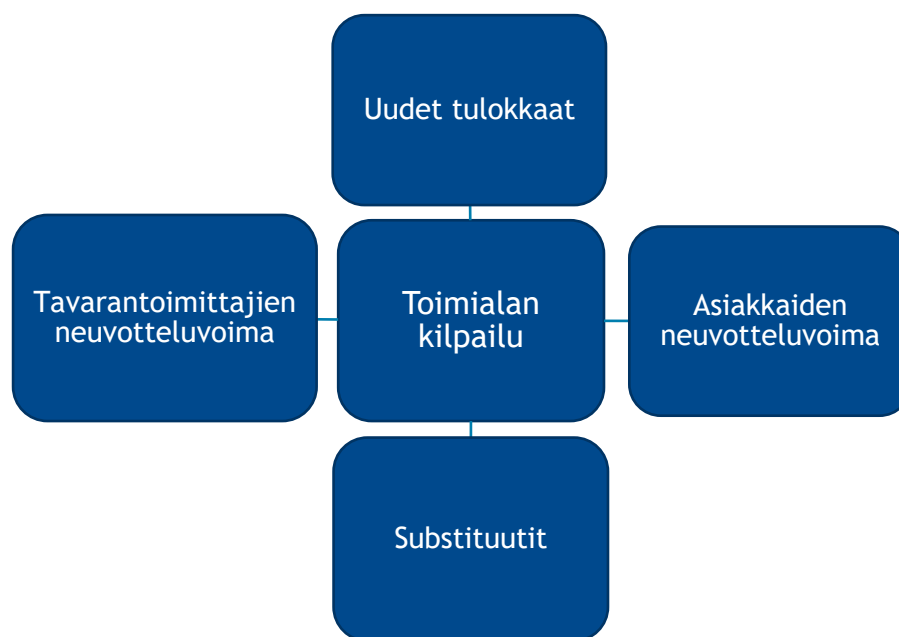 Uudet tulokkaat
Tavarantoimittajien
neuvotteluvoima
Toimialan
kilpailu
Asiakkaiden
neuvotteluvoima
Substituutit